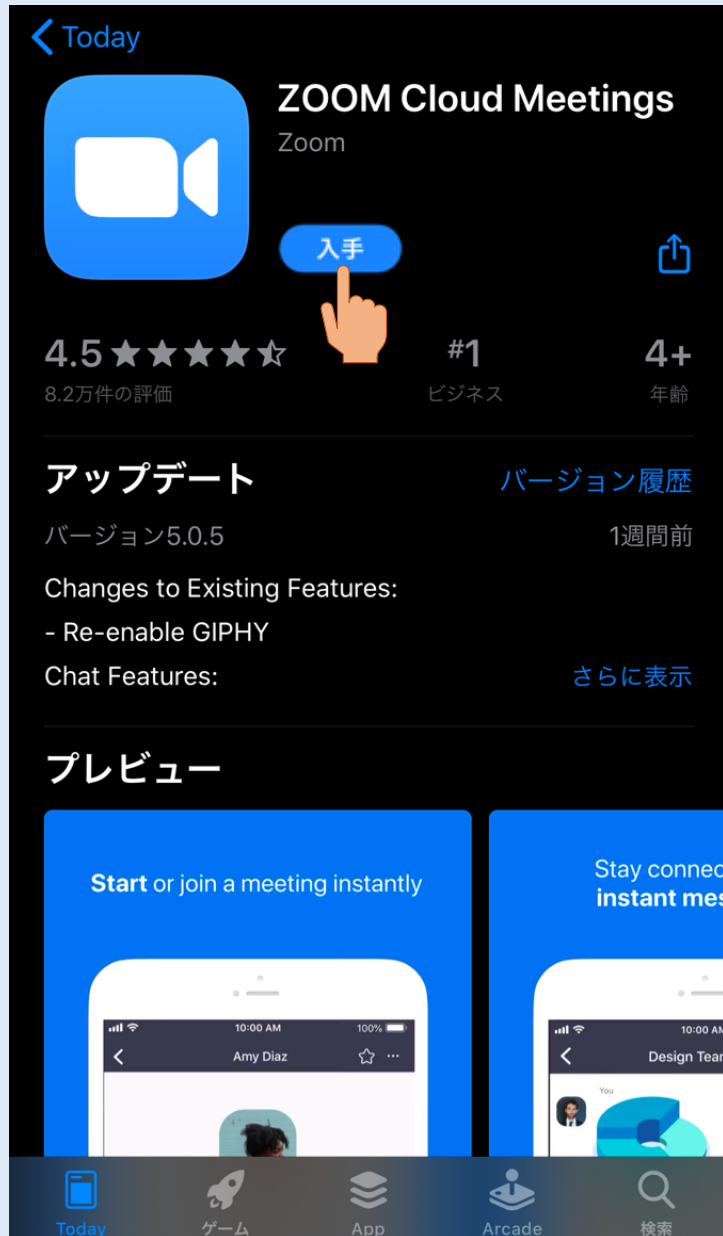 Today
ZOOM Cloud Meetings
Zoom
入手
4.5
#1
4+
8.2万件の評価
ビジネス
年齢
アップデート
バージョン履歴
バージョン5.0.5
1週間前
Changes to Existing Features:
- Re-enable GIPHY
Chat Features:
さらに表示
プレビュー
Start or join a meeting instantly
Stay connec
instant mes
10:00 AM
100%
Amy Diaz
10:00 AM
Design Tean
You
Today
ゲーム
App
Arcade
検索